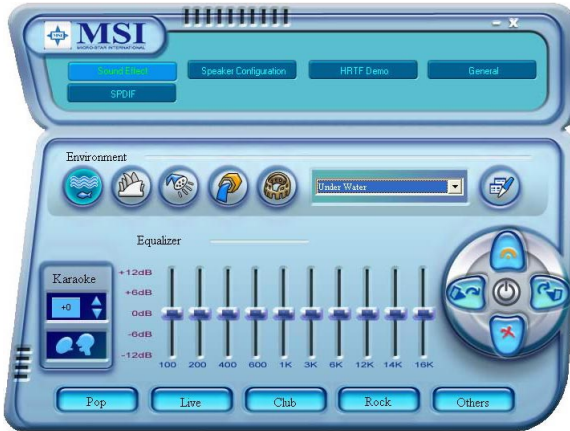 MSI
MICRO-STAR INTERNATIONAL
Sound Effect
Speaker Configuration
HRTF Demo
General
SPDIF
Environment
Under Water
Equalizer
Karaoke
+0
+12dB
+6dB
0dB
-6dB
-12dB
100 200 400 600 1K 3K 6K 12K 14K 16K
Pop
Live
Club
Rock
Others